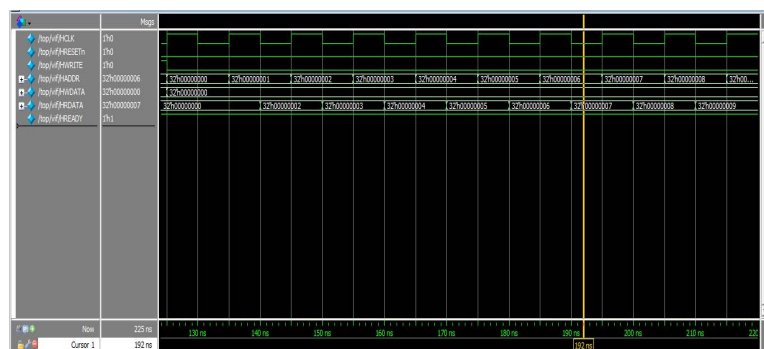 Msgs
/top/vif/HCLK 1'h0
/top/vif/HRESETn 1'h0
/top/vif/HWRITE 1'h0
/top/vif/HADDR 32'h00000006 32'h00000000 32'h00000001 32'h00000002 32'h00000003 32'h00000004 32'h00000005 32'h00000006 32'h00000007 32'h00000008 32'h00...
/top/vif/HWDATA 32'h00000000 32'h00000000
/top/vif/HRDATA 32'h00000007 32'h00000000 32'h00000002 32'h00000003 32'h00000004 32'h00000005 32'h00000006 32'h00000007 32'h00000008 32'h00000009
/top/vif/HREADY 1'h1
Now 225 ns 130 ns 140 ns 150 ns 160 ns 170 ns 180 ns 190 ns 200 ns 210 ns 220
Cursor 1 192 ns 192 ns